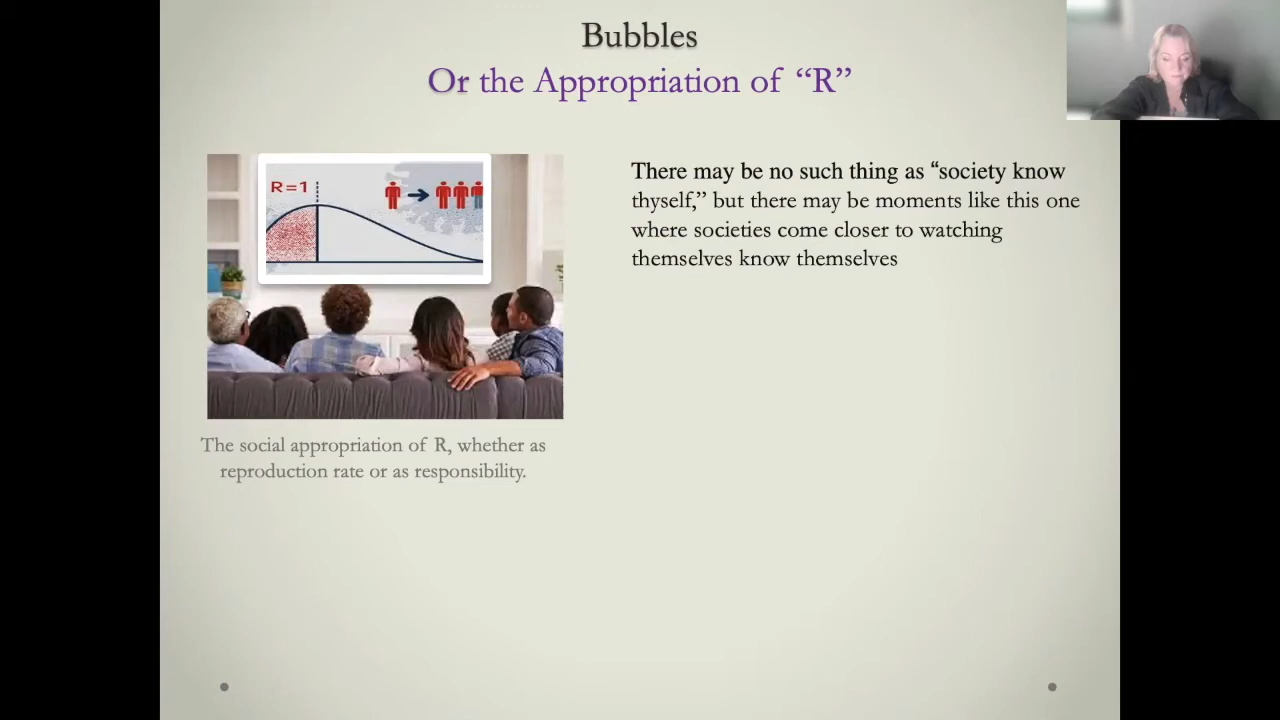 Bubbles
Or the Appropriation of “R”
R=1
There may be no such thing as “society know
thyself,” but there may be moments like this one
where societies come closer to watching
themselves know themselves
The social appropriation of R, whether as
reproduction rate or as responsibility.